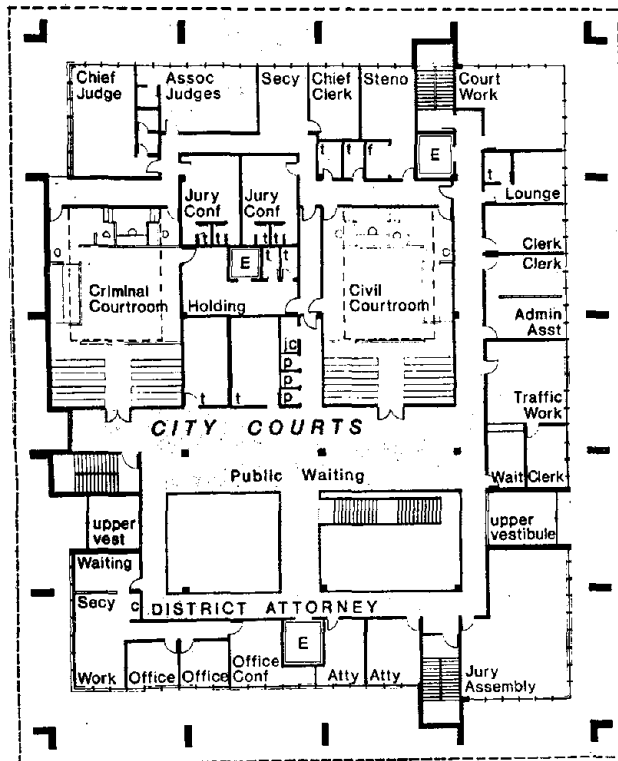 Chief
Judge
Assoc
Judges
Secy
Chief
Clerk
Steno
Court
Work
E
t
t
f
t
Lounge
Jury
Conf
Jury
Conf
t
t
t
t
E
t
t
Clerk
Clerk
Criminal
Courtroom
Holding
Civil
Courtroom
Admin
Asst
jc
p
p
p
t
t
Traffic
Work
CITY COURTS
Public Waiting
Wait
Clerk
upper
vest
upper
vestibule
Waiting
Secy
c
DISTRICT ATTORNEY
E
Work
Office
Office
Office
Conf
Atty
Atty
Jury
Assembly